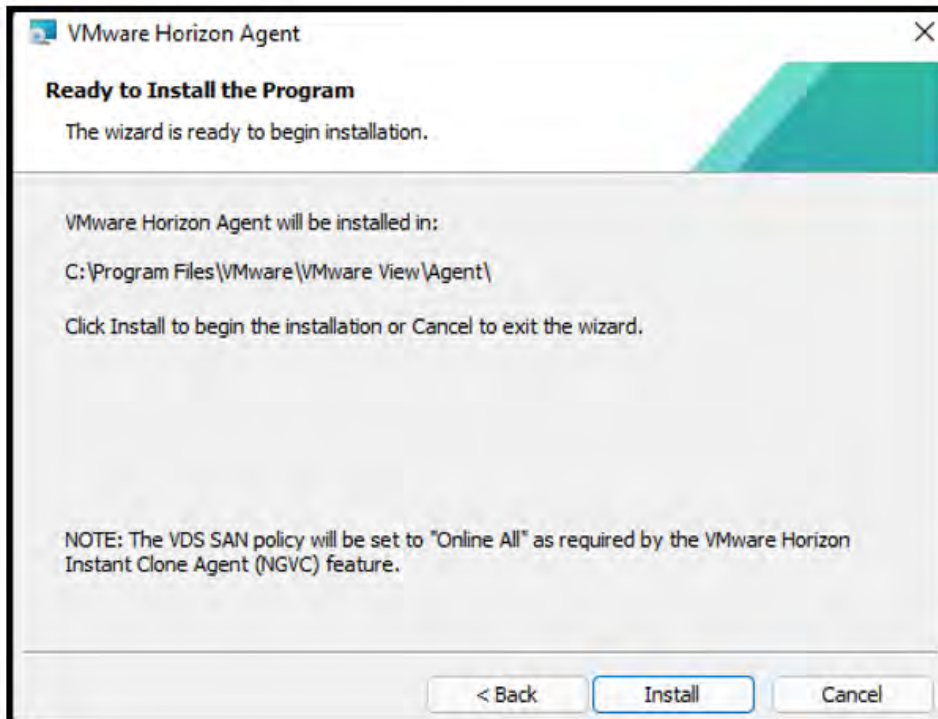 VMware Horizon Agent
Ready to Install the Program
The wizard is ready to begin installation.
VMware Horizon Agent will be installed in:
C:\Program Files\VMware\VMware View\Agent\
Click Install to begin the installation or Cancel to exit the wizard.
NOTE: The VDS SAN policy will be set to "Online All" as required by the VMware Horizon
Instant Clone Agent (NGVC) feature.
< Back Install Cancel